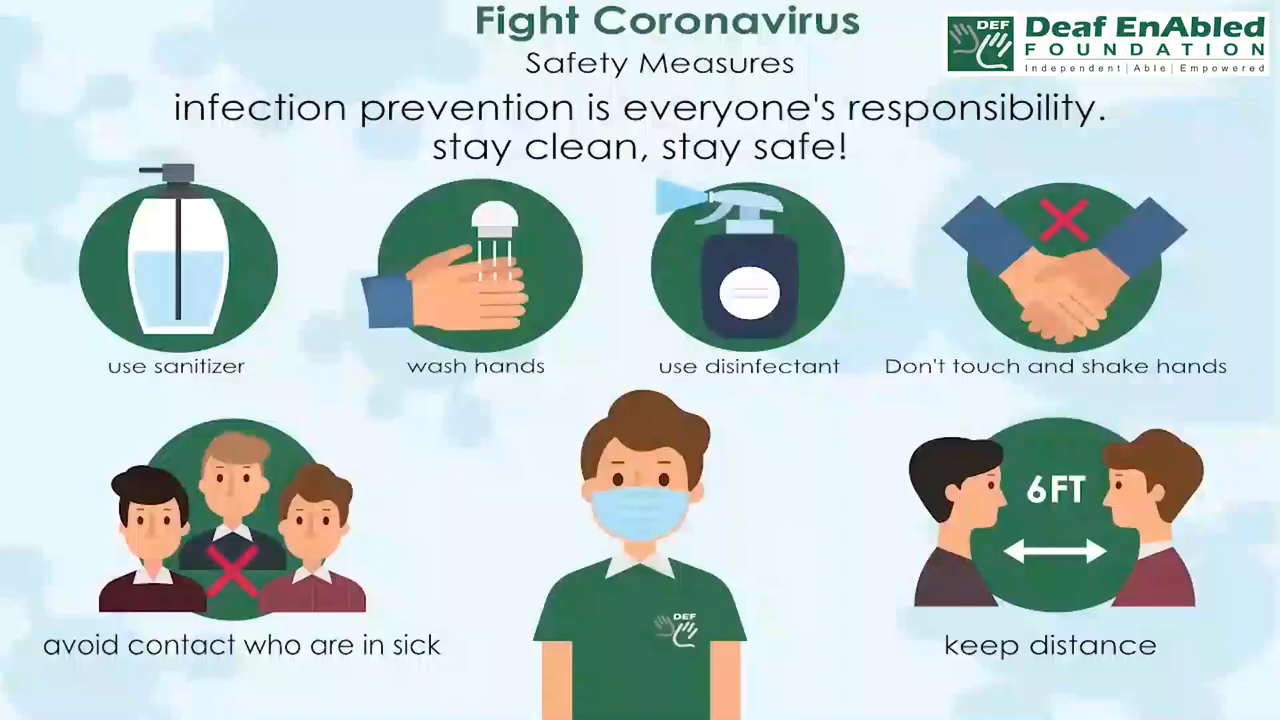 Fight Coronavirus
Safety Measures
DEF
Deaf EnAbled
FOUNDATION
Independent | Able | Empowered
infection prevention is everyone's responsibility.
stay clean, stay safe!
use sanitizer
wash hands
use disinfectant
Don't touch and shake hands
6FT
DEF
avoid contact who are in sick
keep distance